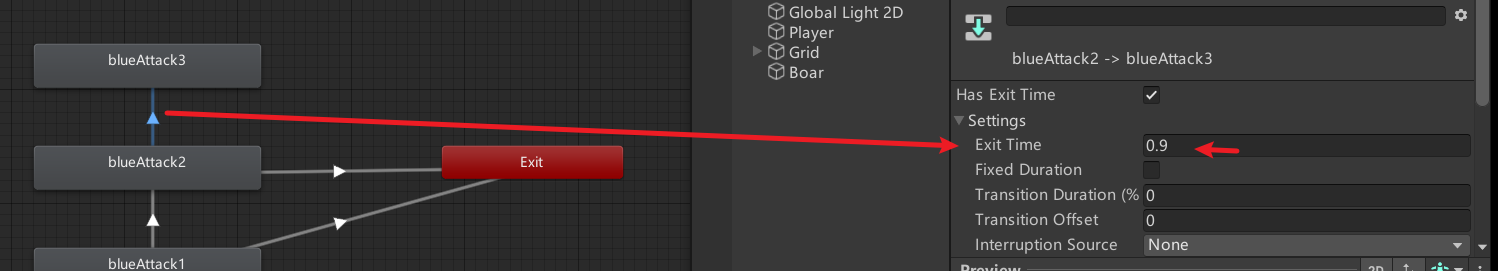 blueAttack3
blueAttack2
Exit
blueAttack1
Global Light 2D
Player
Grid
Boar
blueAttack2 -> blueAttack3
Has Exit Time
Settings
Exit Time 0.9
Fixed Duration
Transition Duration (% 0
Transition Offset 0
Interruption Source None
Preview 2D